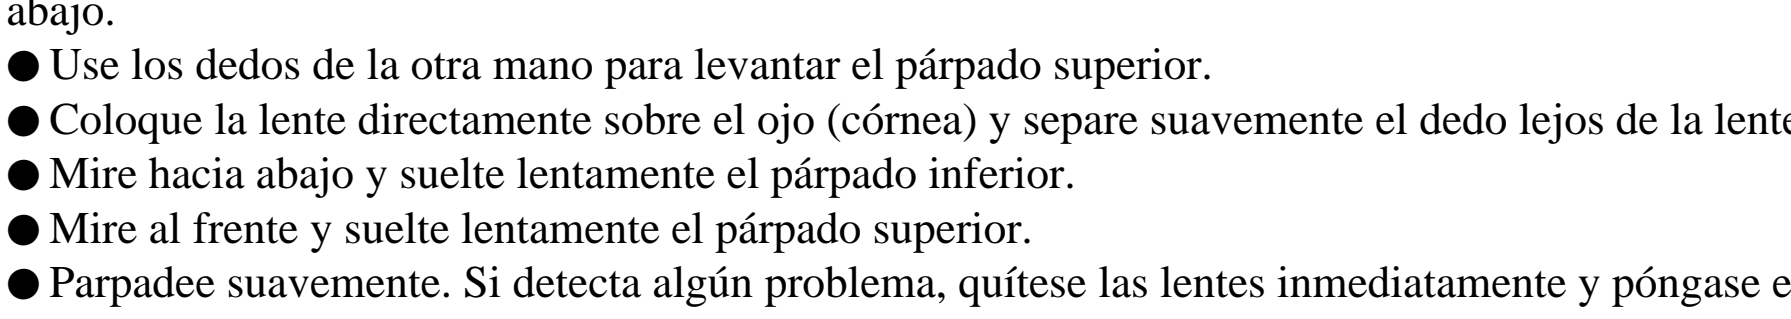 abajo.
● Use los dedos de la otra mano para levantar el párpado superior.
● Coloque la lente directamente sobre el ojo (córnea) y separe suavemente el dedo lejos de la lente
● Mire hacia abajo y suelte lentamente el párpado inferior.
● Mire al frente y suelte lentamente el párpado superior.
● Parpadee suavemente. Si detecta algún problema, quítese las lentes inmediatamente y póngase e